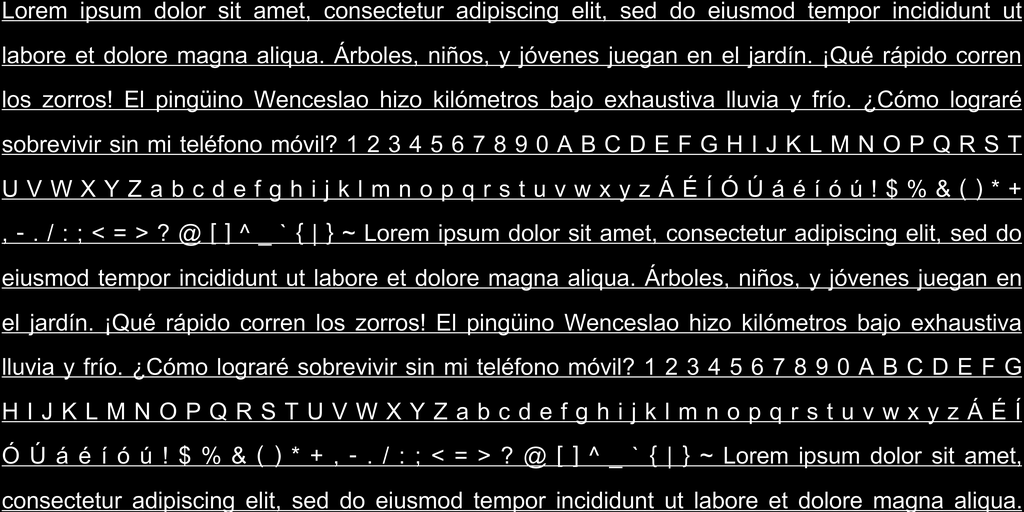 Lorem ipsum dolor sit amet, consectetur adipiscing elit, sed do eiusmod tempor incididunt ut
labore et dolore magna aliqua. Árboles, niños, y jóvenes juegan en el jardín. ¡Qué rápido corren
los zorros! El pingüino Wenceslao hizo kilómetros bajo exhaustiva lluvia y frío. ¿Cómo lograré
sobrevivir sin mi teléfono móvil? 1 2 3 4 5 6 7 8 9 0 A B C D E F G H I J K L M N O P Q R S T
U V W X Y Z a b c d e f g h i j k l m n o p q r s t u v w x y z Á É Í Ó Ú á é í ó ú ! $ % & ( ) * +
, - . / : ; < = > ? @ [ ] ^ _ ` { | } ~ Lorem ipsum dolor sit amet, consectetur adipiscing elit, sed do
eiusmod tempor incididunt ut labore et dolore magna aliqua. Árboles, niños, y jóvenes juegan en
el jardín. ¡Qué rápido corren los zorros! El pingüino Wenceslao hizo kilómetros bajo exhaustiva
lluvia y frío. ¿Cómo lograré sobrevivir sin mi teléfono móvil? 1 2 3 4 5 6 7 8 9 0 A B C D E F G
H I J K L M N O P Q R S T U V W X Y Z a b c d e f g h i j k l m n o p q r s t u v w x y z Á É Í
Ó Ú á é í ó ú ! $ % & ( ) * + , - . / : ; < = > ? @ [ ] ^ _ ` { | } ~ Lorem ipsum dolor sit amet,
consectetur adipiscing elit, sed do eiusmod tempor incididunt ut labore et dolore magna aliqua.